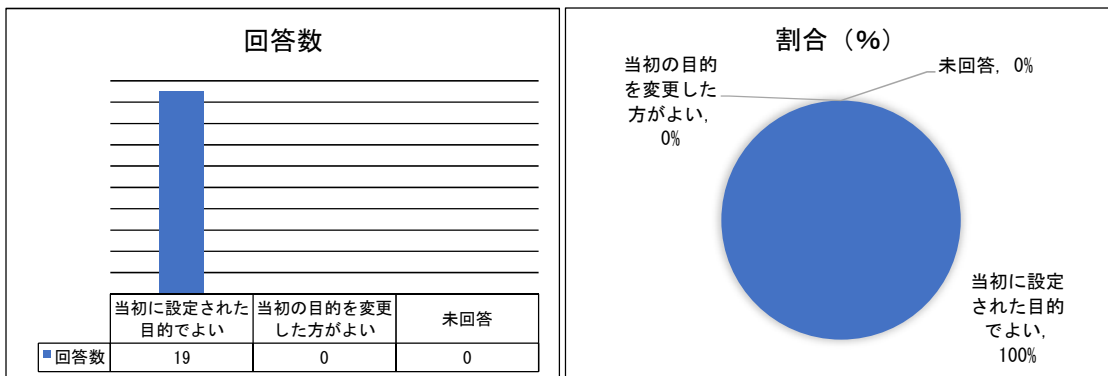 回答数
当初に設定された
目的でよい
当初の目的を変更
した方がよい
未回答
回答数
19
0
0
割合（%）
当初の目的
を変更した
方がよい,
0%
未回答, 0%
当初に設定
された目的
でよい,
100%